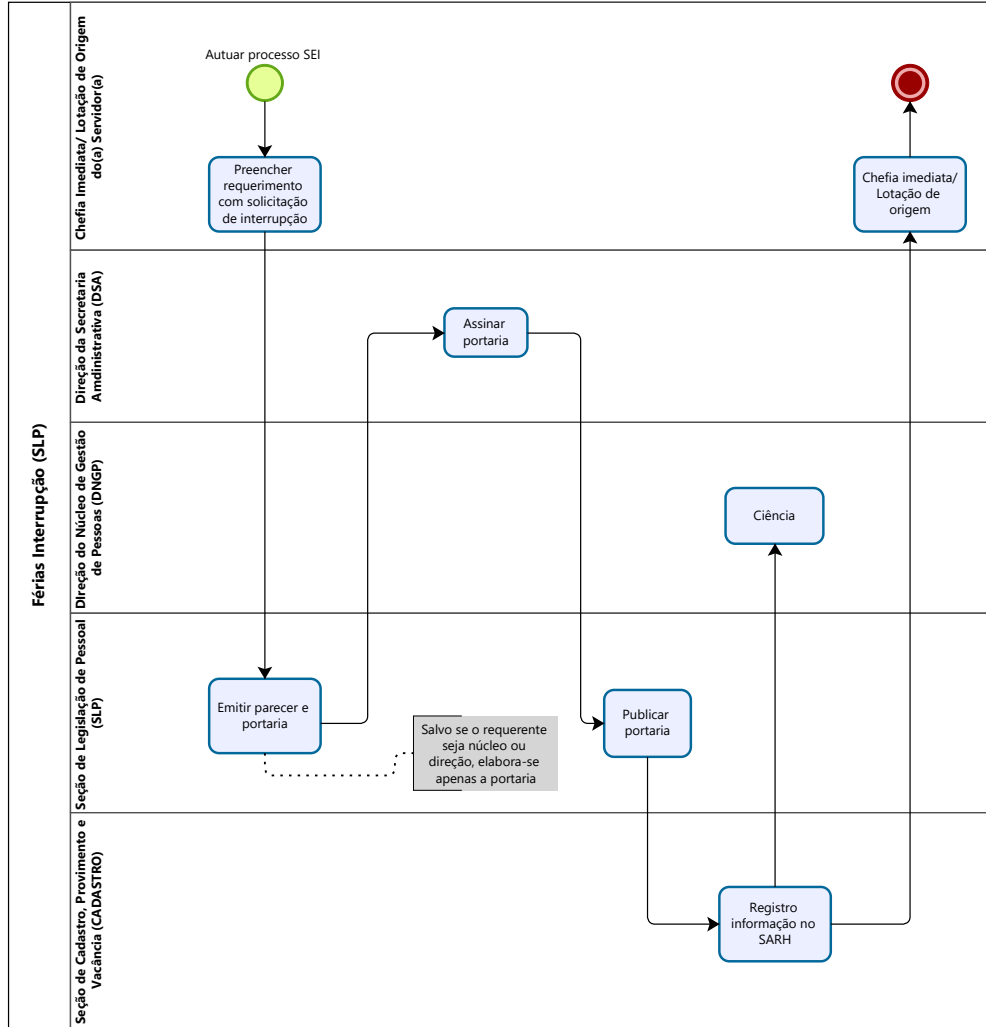 Férias Interrupção (SLP)
Chefia Imediata/ Lotação de Origem
do(a) Servidor(a)
Autuar processo SEI
Preencher
requerimento
com solicitação
de interrupção
Chefia imediata/
Lotação de
origem
Direção da Secretaria
Amdinistrativa (DSA)
Assinar
portaria
DIreção do Núcleo de Gestão
de Pessoas (DNGP)
Ciência
Seção de Legislação de Pessoal
(SLP)
Emitir parecer e
portaria
Salvo se o requerente
seja núcleo ou
direção, elabora-se
apenas a portaria
Publicar
portaria
Seção de Cadastro, Provimento e
Vacância (CADASTRO)
Registro
informação no
SARH